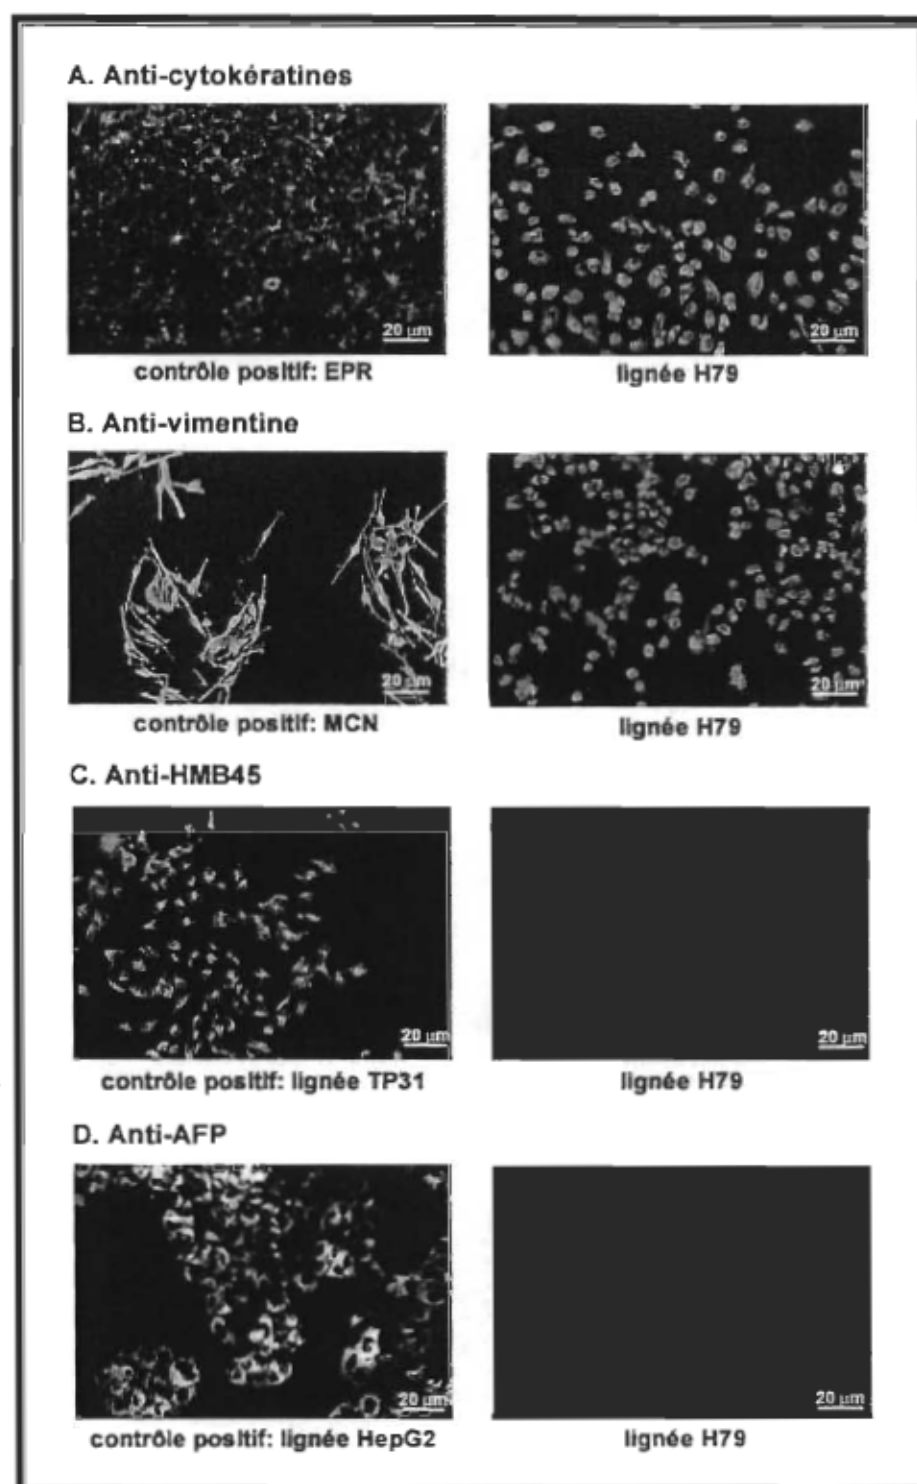 A. Anti-cytokératines
20 µm
20 µm
contrôle positif: EPR
lignée H79
B. Anti-vimentine
20 µm
20 µm
contrôle positif: MCN
lignée H79
C. Anti-HMB45
20 µm
20 µm
contrôle positif: lignée TP31
lignée H79
D. Anti-AFP
20 µm
20 µm
contrôle positif: lignée HepG2
lignée H79